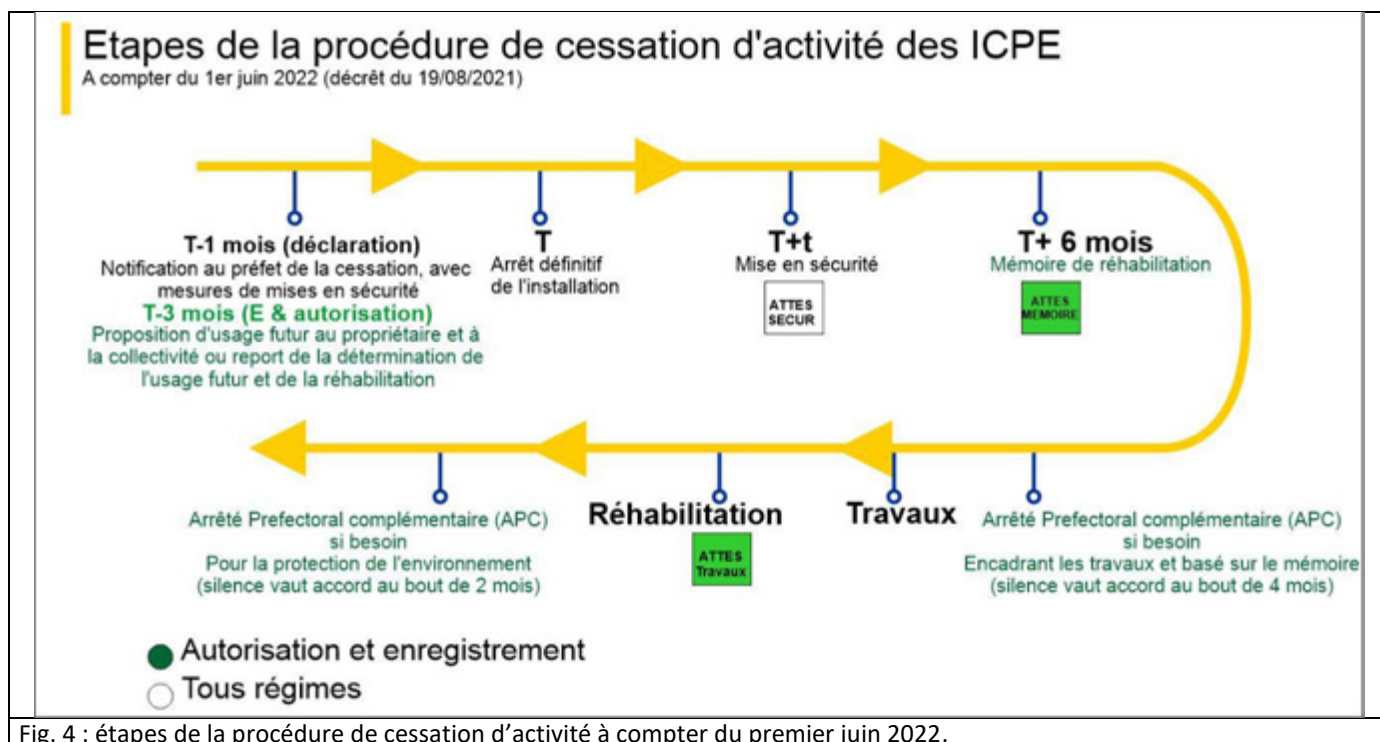 Etapes de la procédure de cessation d'activité des ICPE
A compter du 1er juin 2022 (décrêt du 19/08/2021)
T-1 mois (déclaration)
Notification au préfet de la cessation, avec
mesures de mises en sécurité
T-3 mois (E & autorisation)
Proposition d'usage futur au propriétaire et à
la collectivité ou report de la détermination de
l'usage futur et de la réhabilitation
T
Arrêt définitif
de l'installation
T+t
Mise en sécurité
ATTES
SECUR
T+ 6 mois
Mémoire de réhabilitation
ATTES
MEMOIRE
Arrêté Prefectoral complémentaire (APC)
si besoin
Encadrant les travaux et basé sur le mémoire
(silence vaut accord au bout de 4 mois)
Travaux
Réhabilitation
ATTES
Travaux
Arrêté Prefectoral complémentaire (APC)
si besoin
Pour la protection de l'environnement
(silence vaut accord au bout de 2 mois)
Autorisation et enregistrement
Tous régimes
Fig. 4 : étapes de la procédure de cessation d'activité à compter du premier juin 2022.